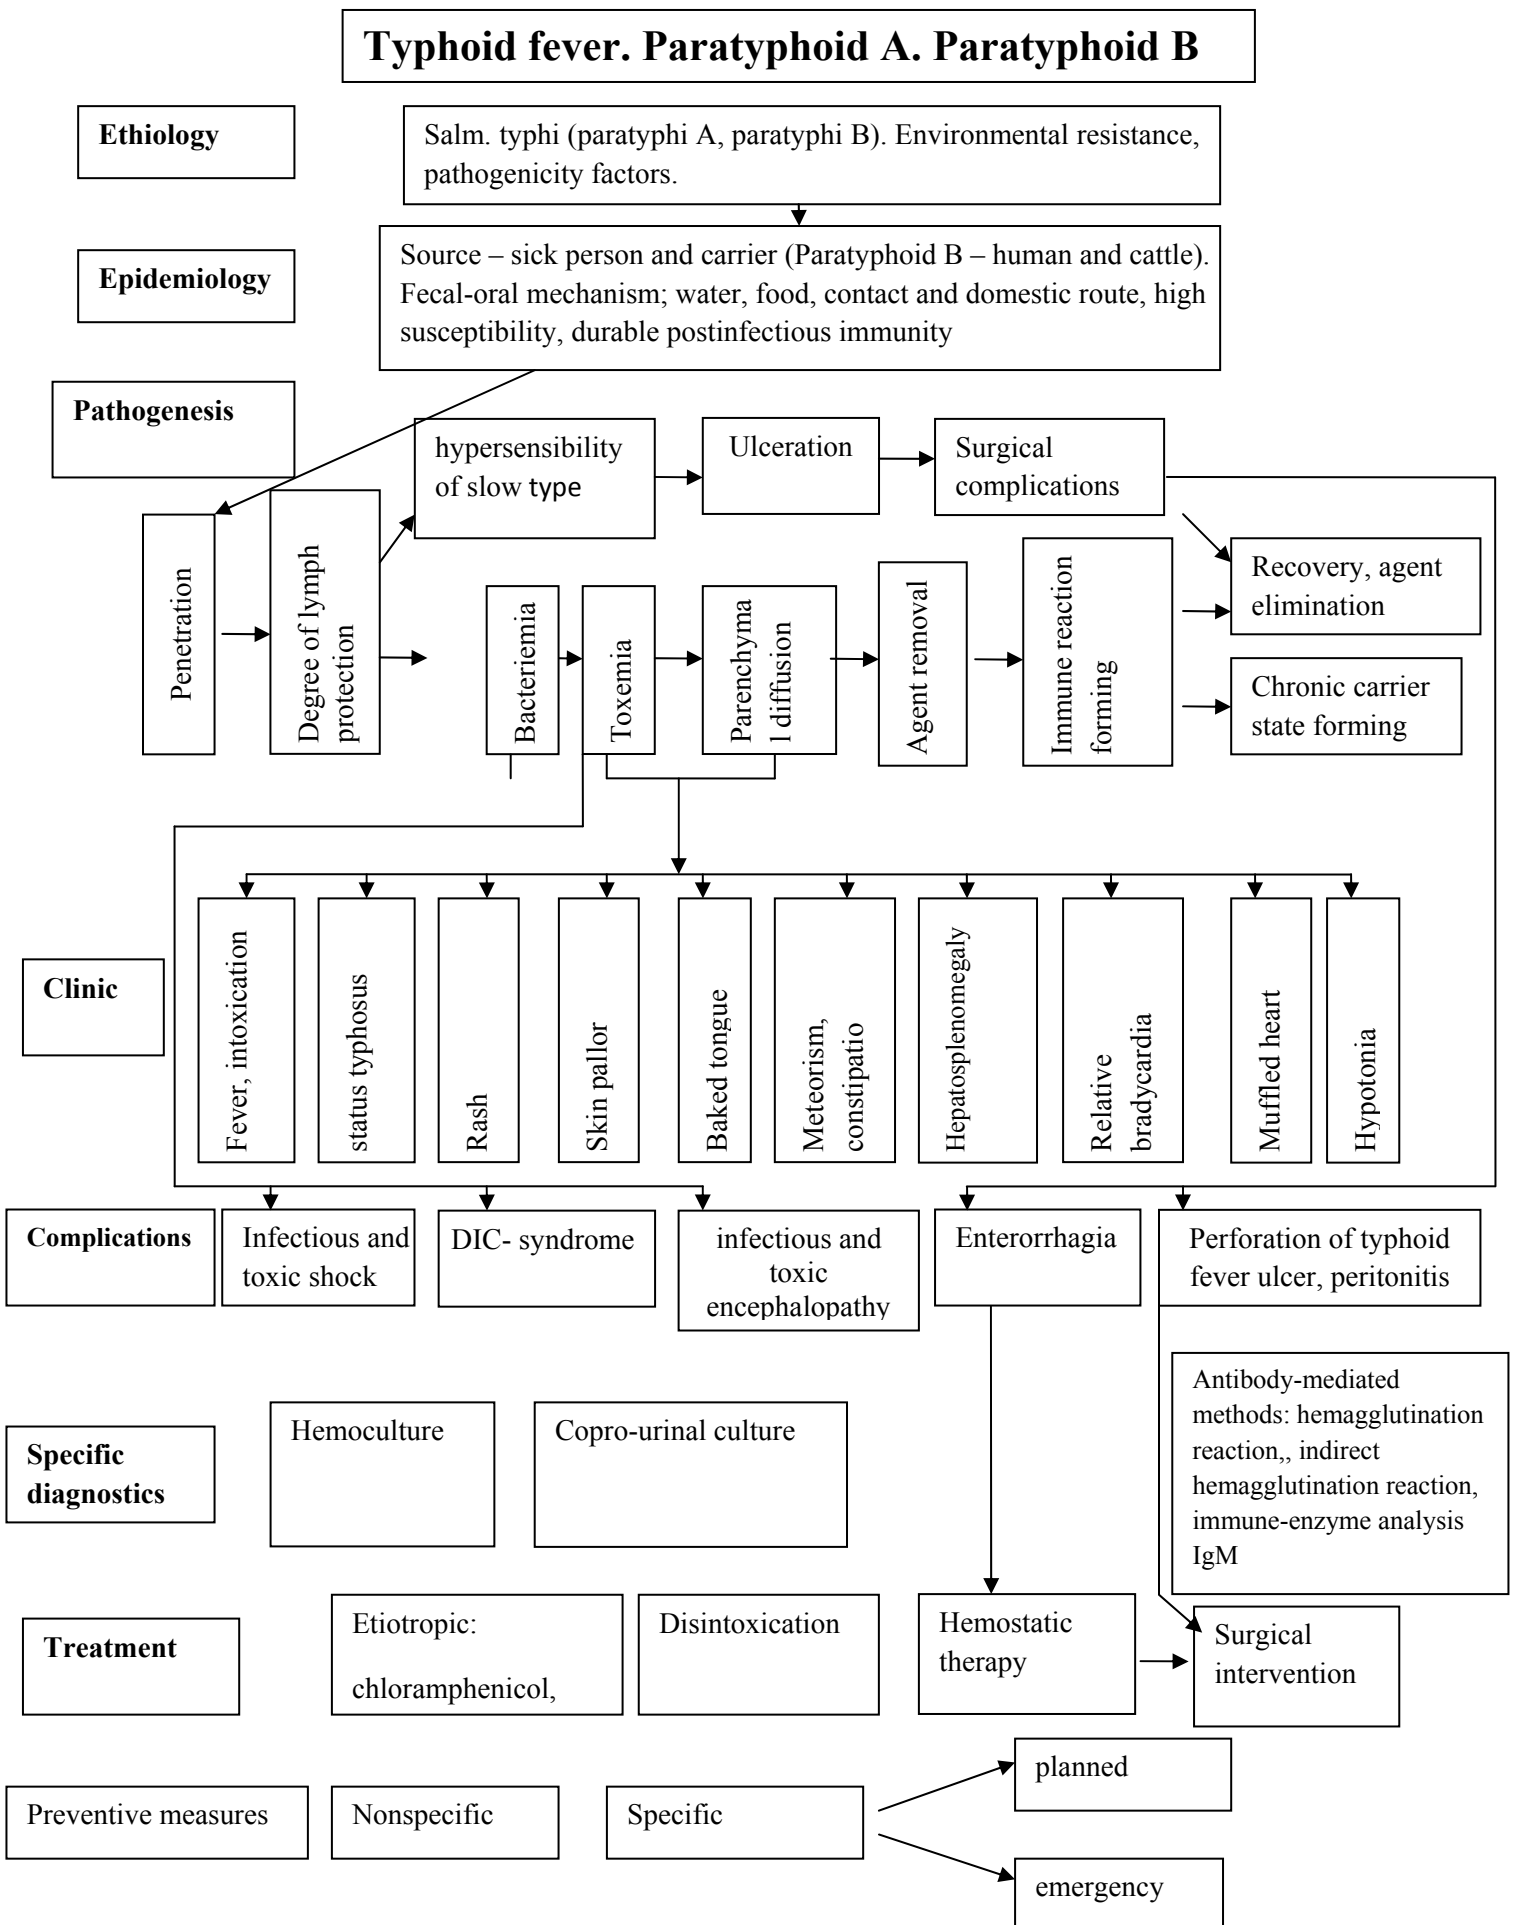 Typhoid fever. Paratyphoid A. Paratyphoid B
Ethiology
Salm. typhi (paratyphi A, paratyphi B). Environmental resistance,
pathogenicity factors.
Epidemiology
Source – sick person and carrier (Paratyphoid B – human and cattle).
Fecal-oral mechanism; water, food, contact and domestic route, high
susceptibility, durable postinfectious immunity
Pathogenesis
hypersensibility
of slow type
Ulceration
Surgical
complications
Penetration
Degree of lymph
protection
Bacteriemia
Toxemia
Parenchyma
l diffusion
Agent removal
Immune reaction
forming
Recovery, agent
elimination
Chronic carrier
state forming
Clinic
Fever, intoxication
status typhosus
Rash
Skin pallor
Baked tongue
Meteorism,
constipatio
Hepatosplenomegaly
Relative
bradycardia
Muffled heart
Hypotonia
Complications
Infectious and
toxic shock
DIC- syndrome
infectious and
toxic
encephalopathy
Enterorrhagia
Perforation of typhoid
fever ulcer, peritonitis
Specific
diagnostics
Hemoculture
Copro-urinal culture
Antibody-mediated
methods: hemagglutination
reaction,, indirect
hemagglutination reaction,
immune-enzyme analysis
IgM
Treatment
Etiotropic:
chloramphenicol,
Disintoxication
Hemostatic
therapy
Surgical
intervention
Preventive measures
Nonspecific
Specific
planned
emergency